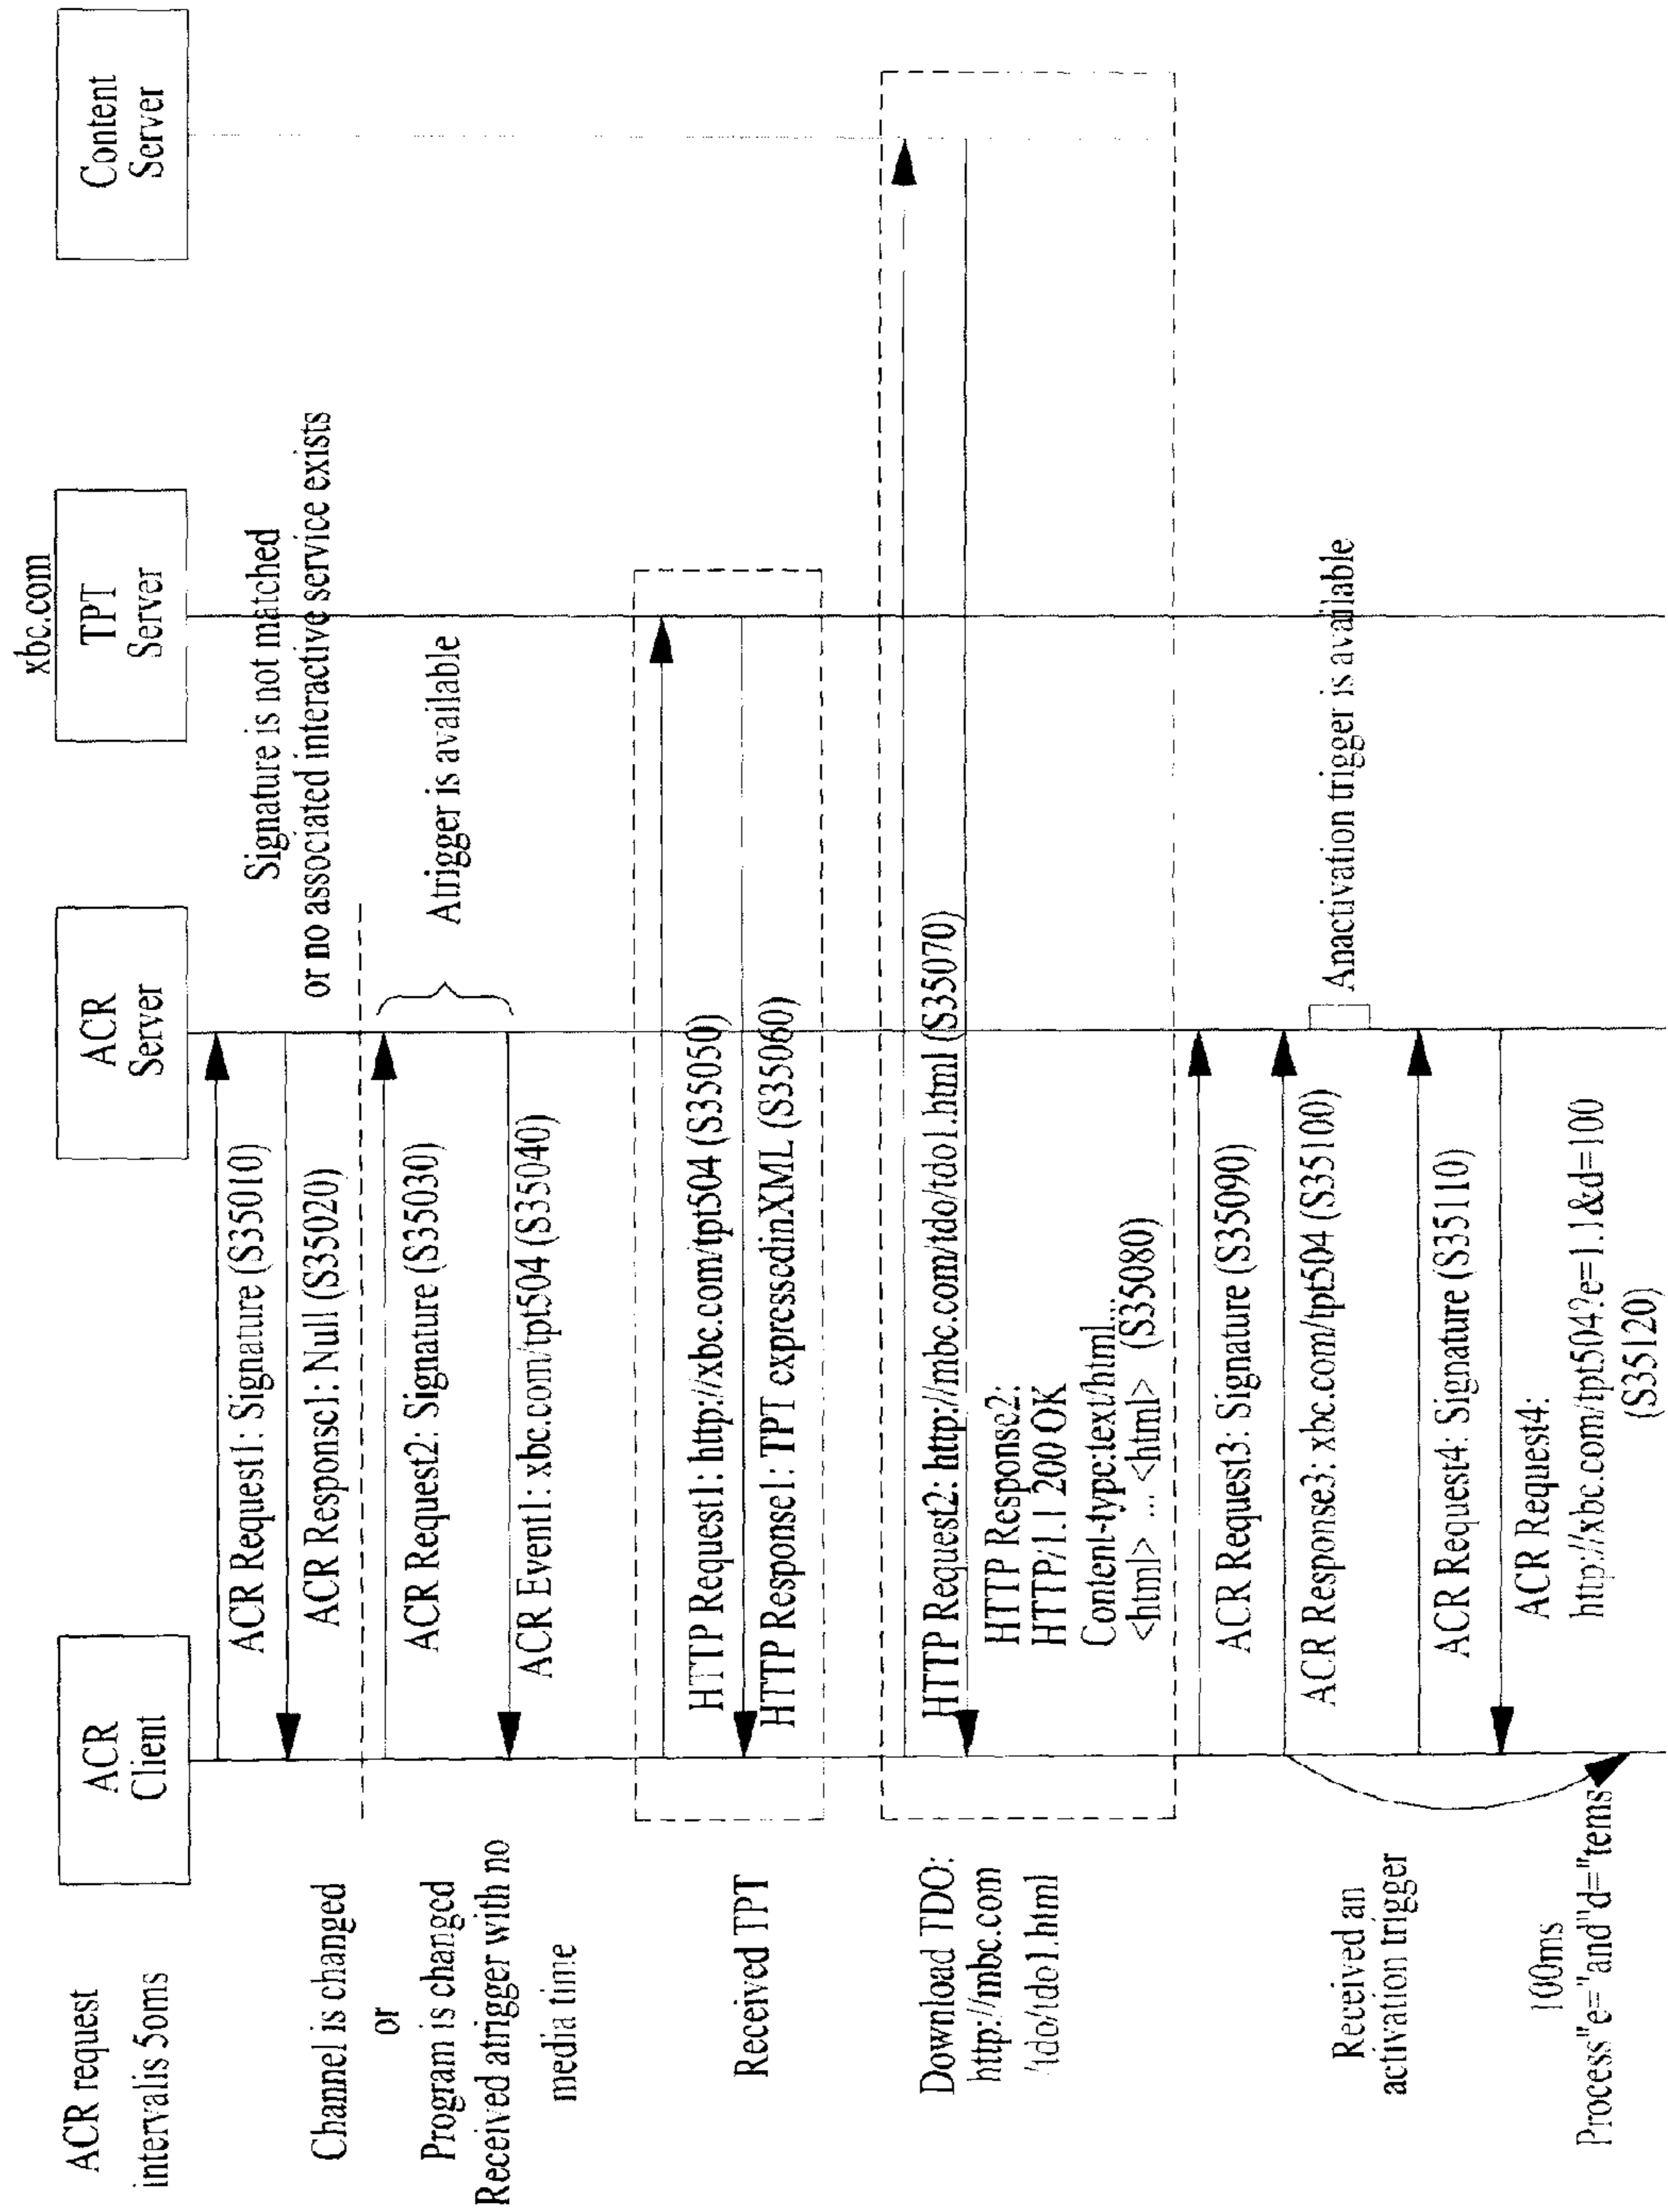 ACR request
intervalis 5oms
ACR
Client
ACR
Server
xbc.com
TPT
Server
Content
Server
ACR Request1: Signature (S35010)
ACR Response1: Null (S35020)
Signature is not matched
or no associated interactive service exists
Channel is changed
or
Program is changed
Received atrigger with no
media time
ACR Request2: Signature (S35030)
ACR Event1: xbc.com/tpt504 (S35040)
Atrigger is available
Received TPT
HTTP Request1: http://xbc.com/tpt504 (S35050)
HTTP Response1: TPT expressedinXML (S35060)
Download TDO:
http://mbc.com
/tdo/tdo1.html
HTTP Request2: http://mbc.com/tdo/tdo1.html (S35070)
HTTP Response2:
HTTP/1.1 200 OK
Content-type:text/html...
<html> ... <html> (S35080)
ACR Request3: Signature (S35090)
ACR Response3: xbc.com/tpt504 (S35100)
Anactivation trigger is available
Received an
activation trigger
ACR Request4: Signature (S35110)
ACR Request4:
http://xbc.com/tpt504?e=1.1&d=100
(S35120)
100ms
Process"e="and"d="tems